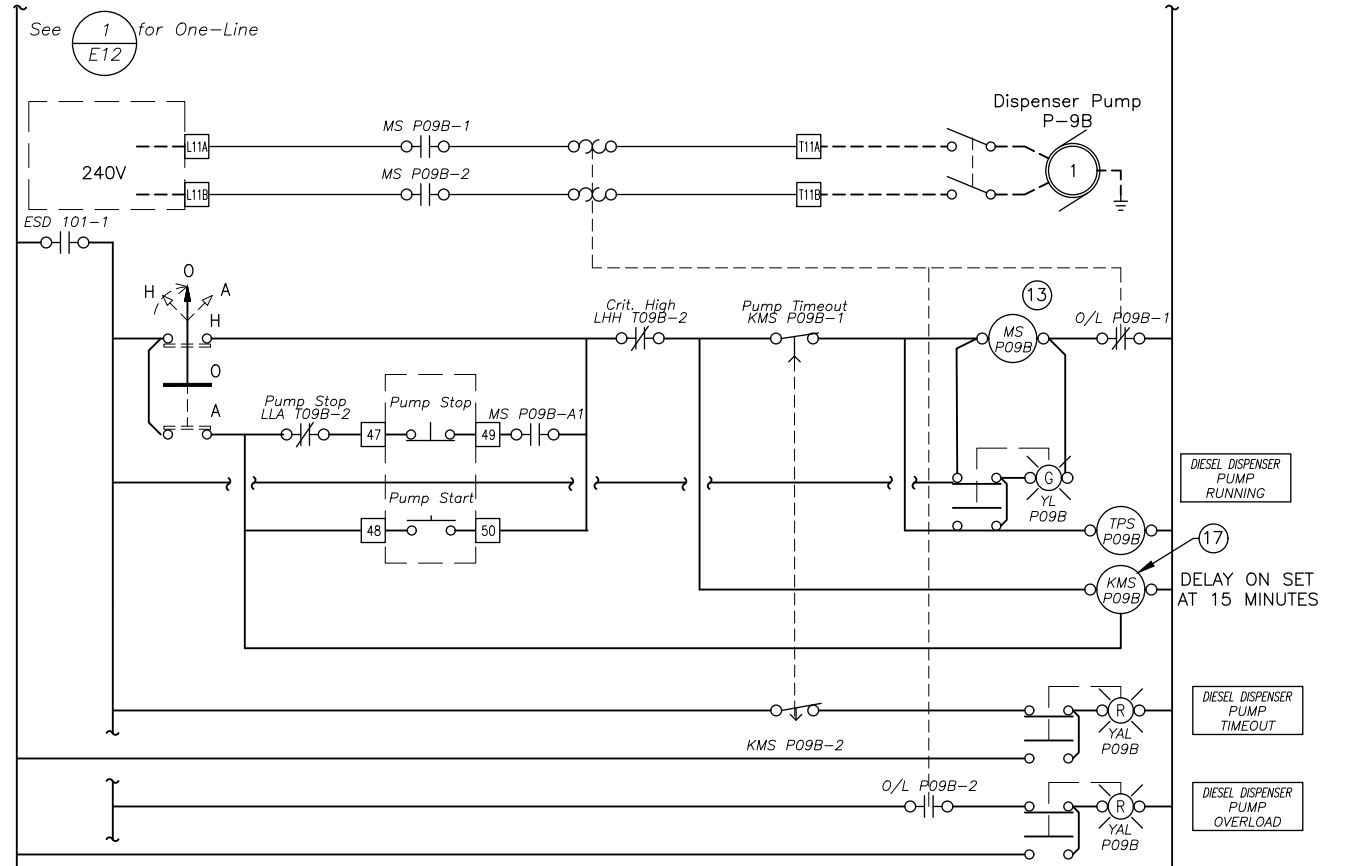 See 1 for One-Line
E12
Dispenser Pump
P-9B
MS P09B-1
L11A
T11A
240V
1
MS P09B-2
L11B
T11B
ESD 101-1
O
H
A
H
Crit. High
LHH T09B-2
Pump Timeout
KMS P09B-1
13
MS
P09B
O/L P09B-1
O
A
Pump Stop
LLA T09B-2
47
Pump Stop
49
MS P09B-A1
G
YL
P09B
DIESEL DISPENSER
PUMP
RUNNING
Pump Start
48
50
TPS
P09B
17
KMS
P09B
DELAY ON SET
AT 15 MINUTES
KMS P09B-2
R
YAL
P09B
DIESEL DISPENSER
PUMP
TIMEOUT
O/L P09B-2
R
YAL
P09B
DIESEL DISPENSER
PUMP
OVERLOAD